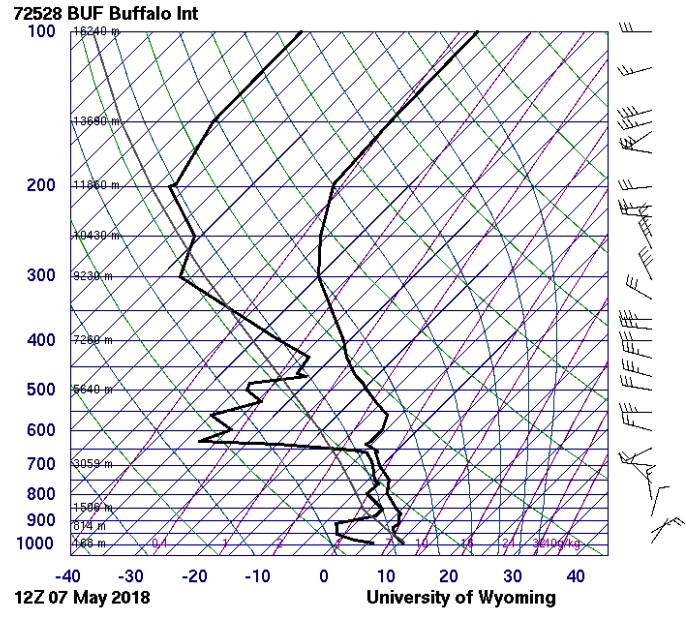 72528 BUF Buffalo Int
100 16240 m
13690 m
200 11860 m
10430 m
300 9230 m
400 7260 m
500 5640 m
600
700 3059 m
800
1506 m
900
814 m
1000 168 m 0.4 1 2 4 7 10 16 24 32 40g/kg
-40 -30 -20 -10 0 10 20 30 40
12Z 07 May 2018 University of Wyoming